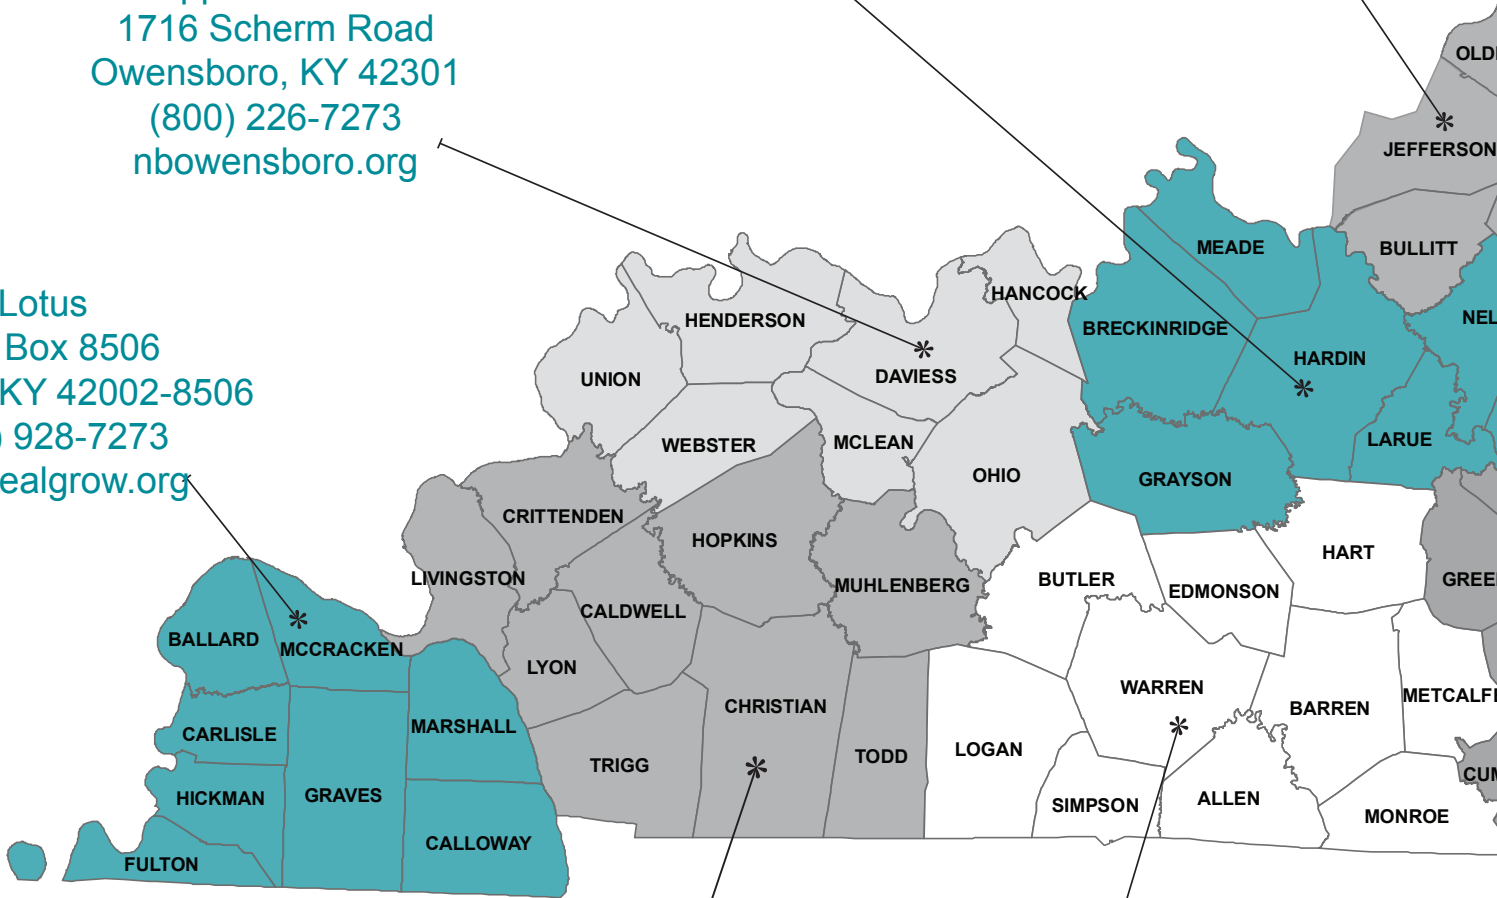 1716 Scherm Road
Owensboro, KY 42301
(800) 226-7273
nbowensboro.org
Lotus
Box 8506
KY 42002-8506
) 928-7273
ealgrow.org
OLD
JEFFERSON
BULLITT
MEADE
HANCOCK
BRECKINRIDGE
NEL
HENDERSON
HARDIN
UNION
DAVIESS
WEBSTER
MCLEAN
LARUE
OHIO
GRAYSON
CRITTENDEN
HOPKINS
HART
LIVINGSTON
MUHLENBERG
BUTLER
EDMONSON
GREE
CALDWELL
BALLARD
MCCRACKEN
LYON
WARREN
METCALF
CHRISTIAN
BARREN
CARLISLE
MARSHALL
LOGAN
TODD
TRIGG
CUM
HICKMAN
GRAVES
SIMPSON
ALLEN
MONROE
CALLOWAY
FULTON